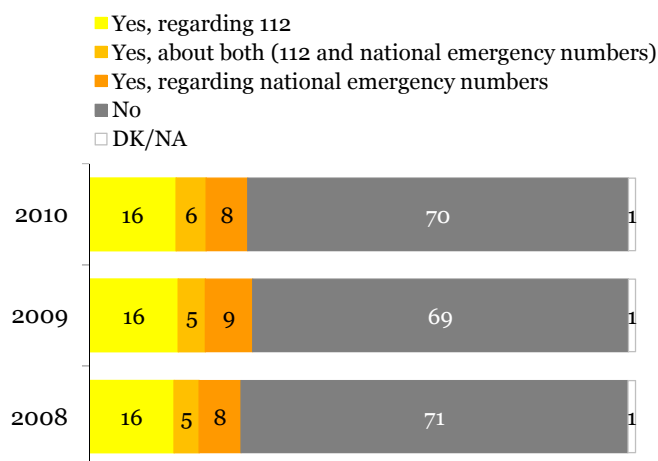 Yes, regarding 112
Yes, about both (112 and national emergency numbers)
Yes, regarding national emergency numbers
No
DK/NA
2010 16 6 8 70 1
2009 16 5 9 69 1
2008 16 5 8 71 1